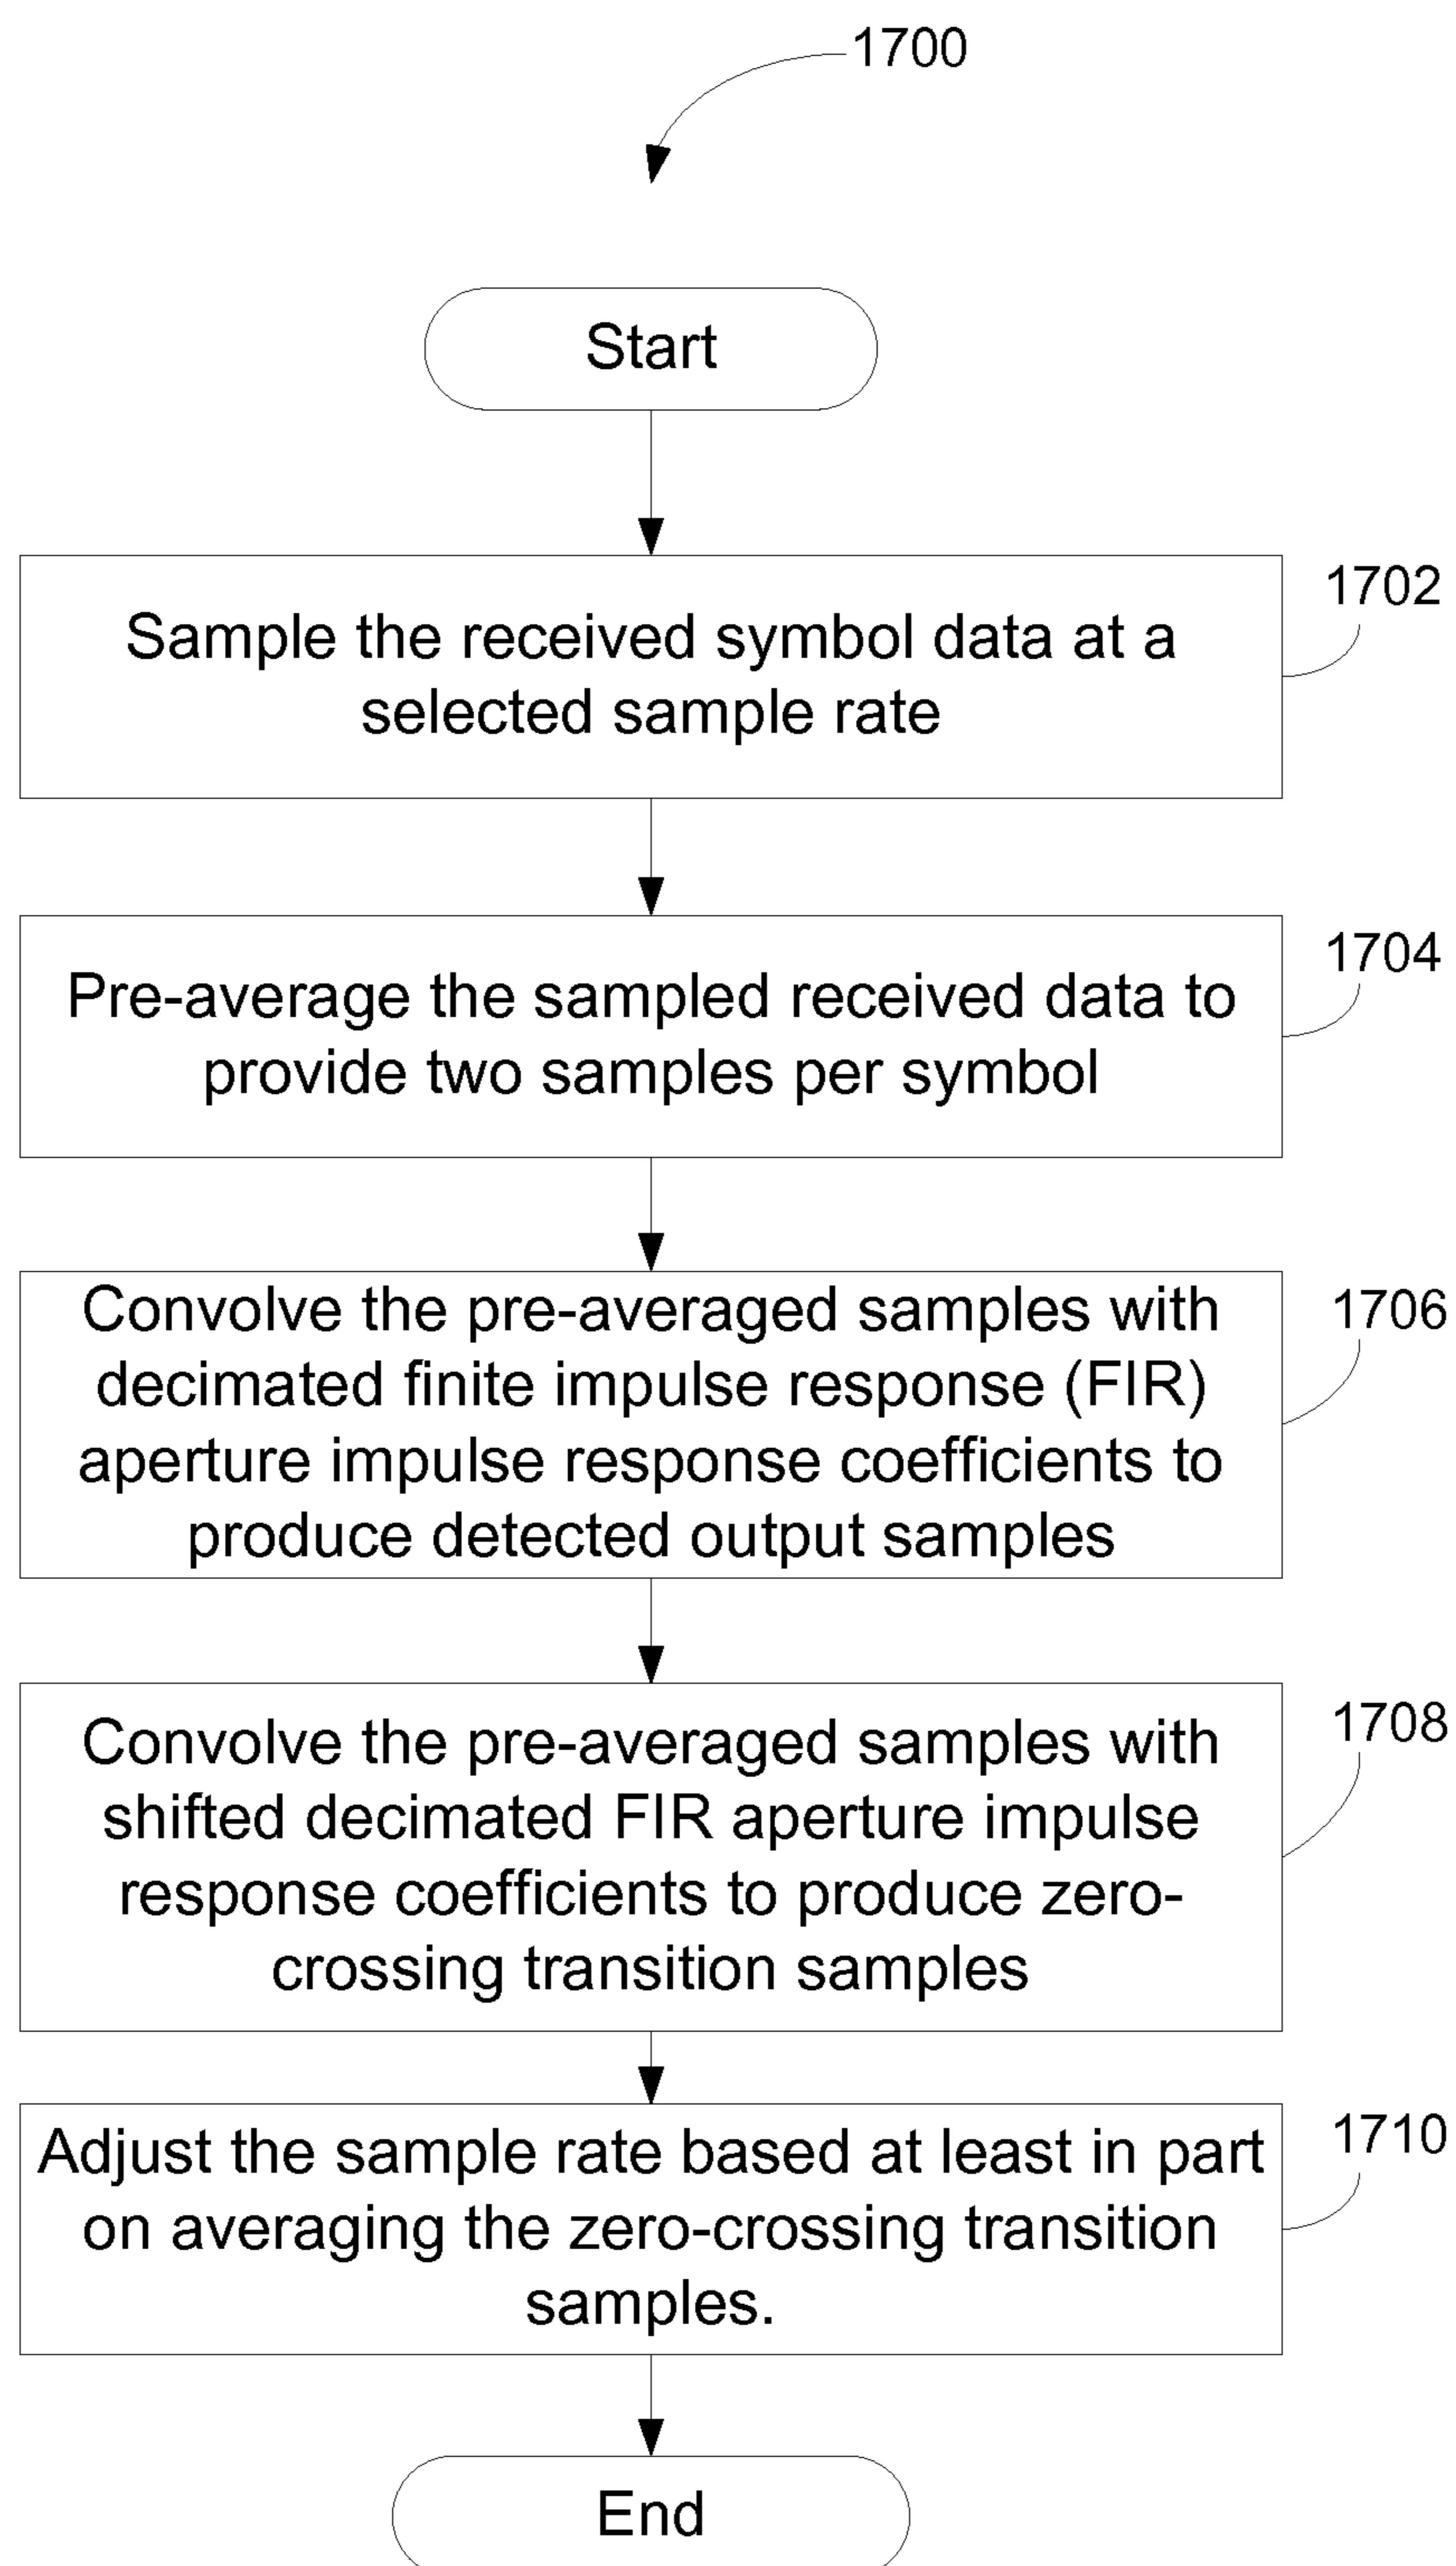 1700
Start
1702
Sample the received symbol data at a
selected sample rate
1704
Pre-average the sampled received data to
provide two samples per symbol
1706
Convolve the pre-averaged samples with
decimated finite impulse response (FIR)
aperture impulse response coefficients to
produce detected output samples
1708
Convolve the pre-averaged samples with
shifted decimated FIR aperture impulse
response coefficients to produce zero-
crossing transition samples
1710
Adjust the sample rate based at least in part
on averaging the zero-crossing transition
samples.
End